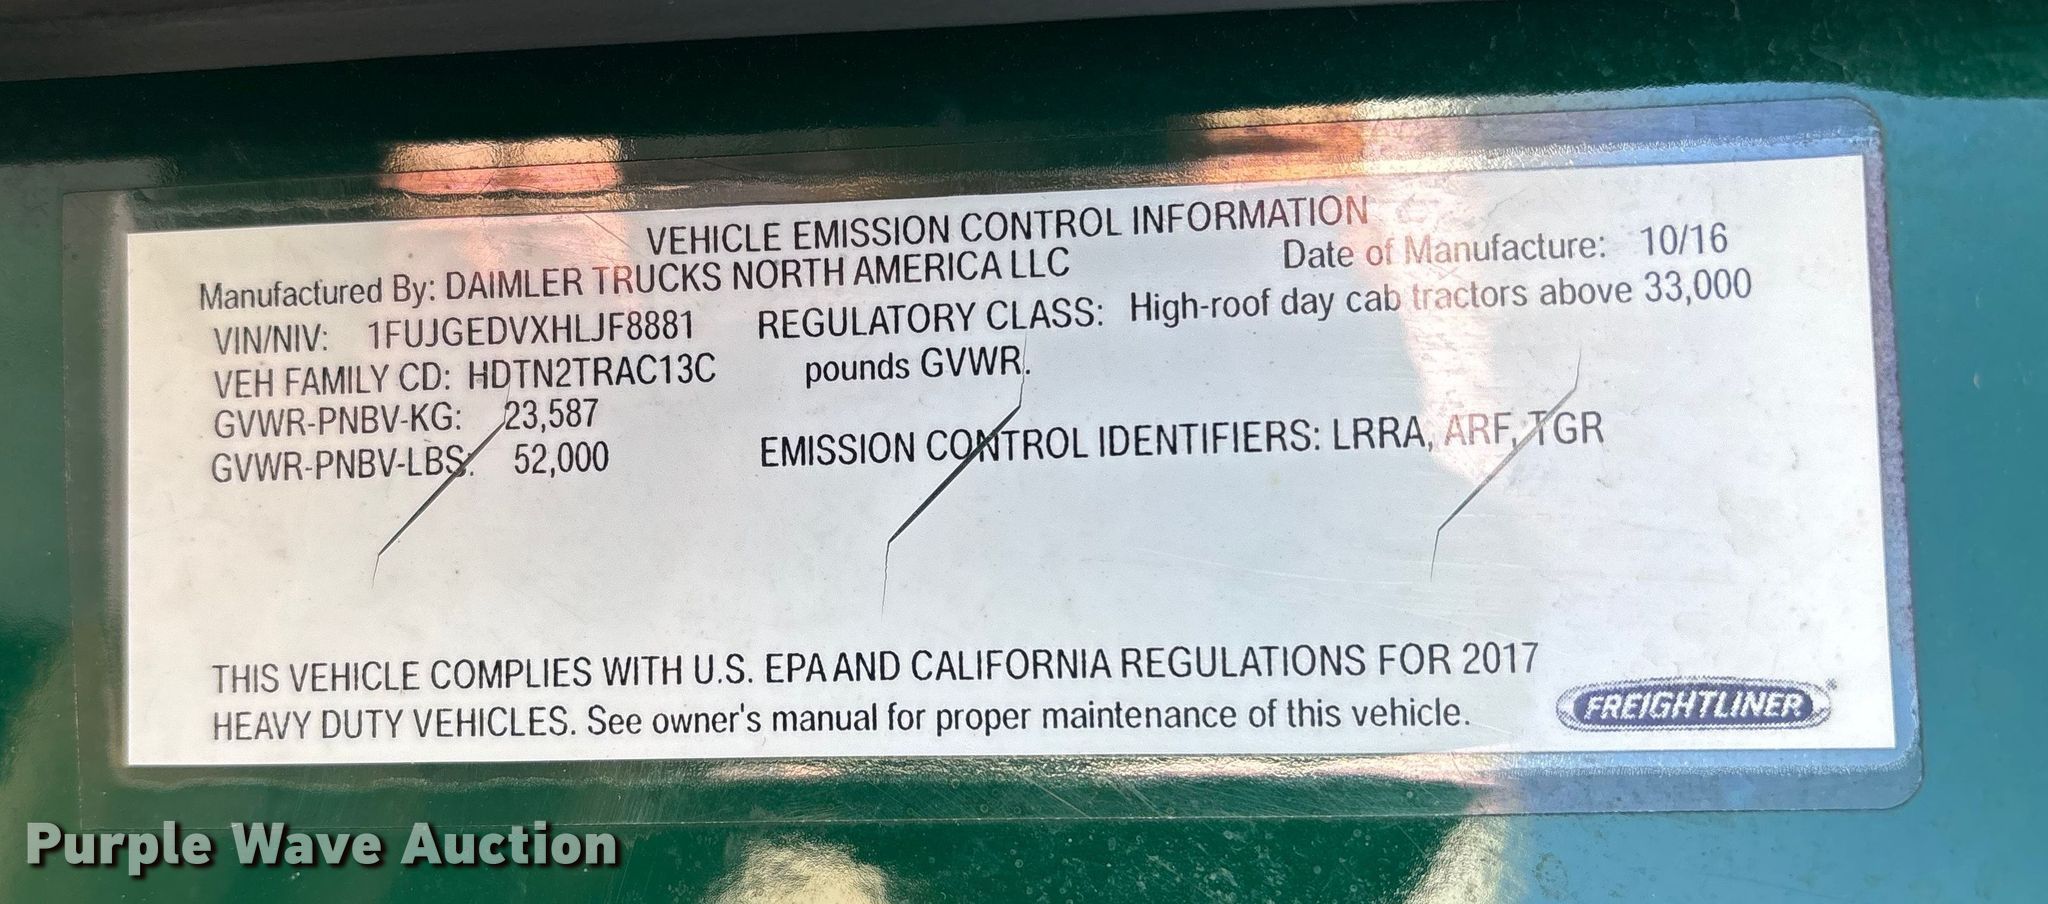 VEHICLE EMISSION CONTROL INFORMATION
Manufactured By: DAIMLER TRUCKS NORTH AMERICA LLC Date of Manufacture: 10/16
VIN/NIV: 1FUJGEDVXHLJF8881 REGULATORY CLASS: High-roof day cab tractors above 33,000
VEH FAMILY CD: HDTN2TRAC13C pounds GVWR.
GVWR-PNBV-KG: 23,587
GVWR-PNBV-LBS: 52,000 EMISSION CONTROL IDENTIFIERS: LRRA, ARF, TGR
THIS VEHICLE COMPLIES WITH U.S. EPA AND CALIFORNIA REGULATIONS FOR 2017
HEAVY DUTY VEHICLES. See owner's manual for proper maintenance of this vehicle.
FREIGHTLINER®
Purple Wave Auction